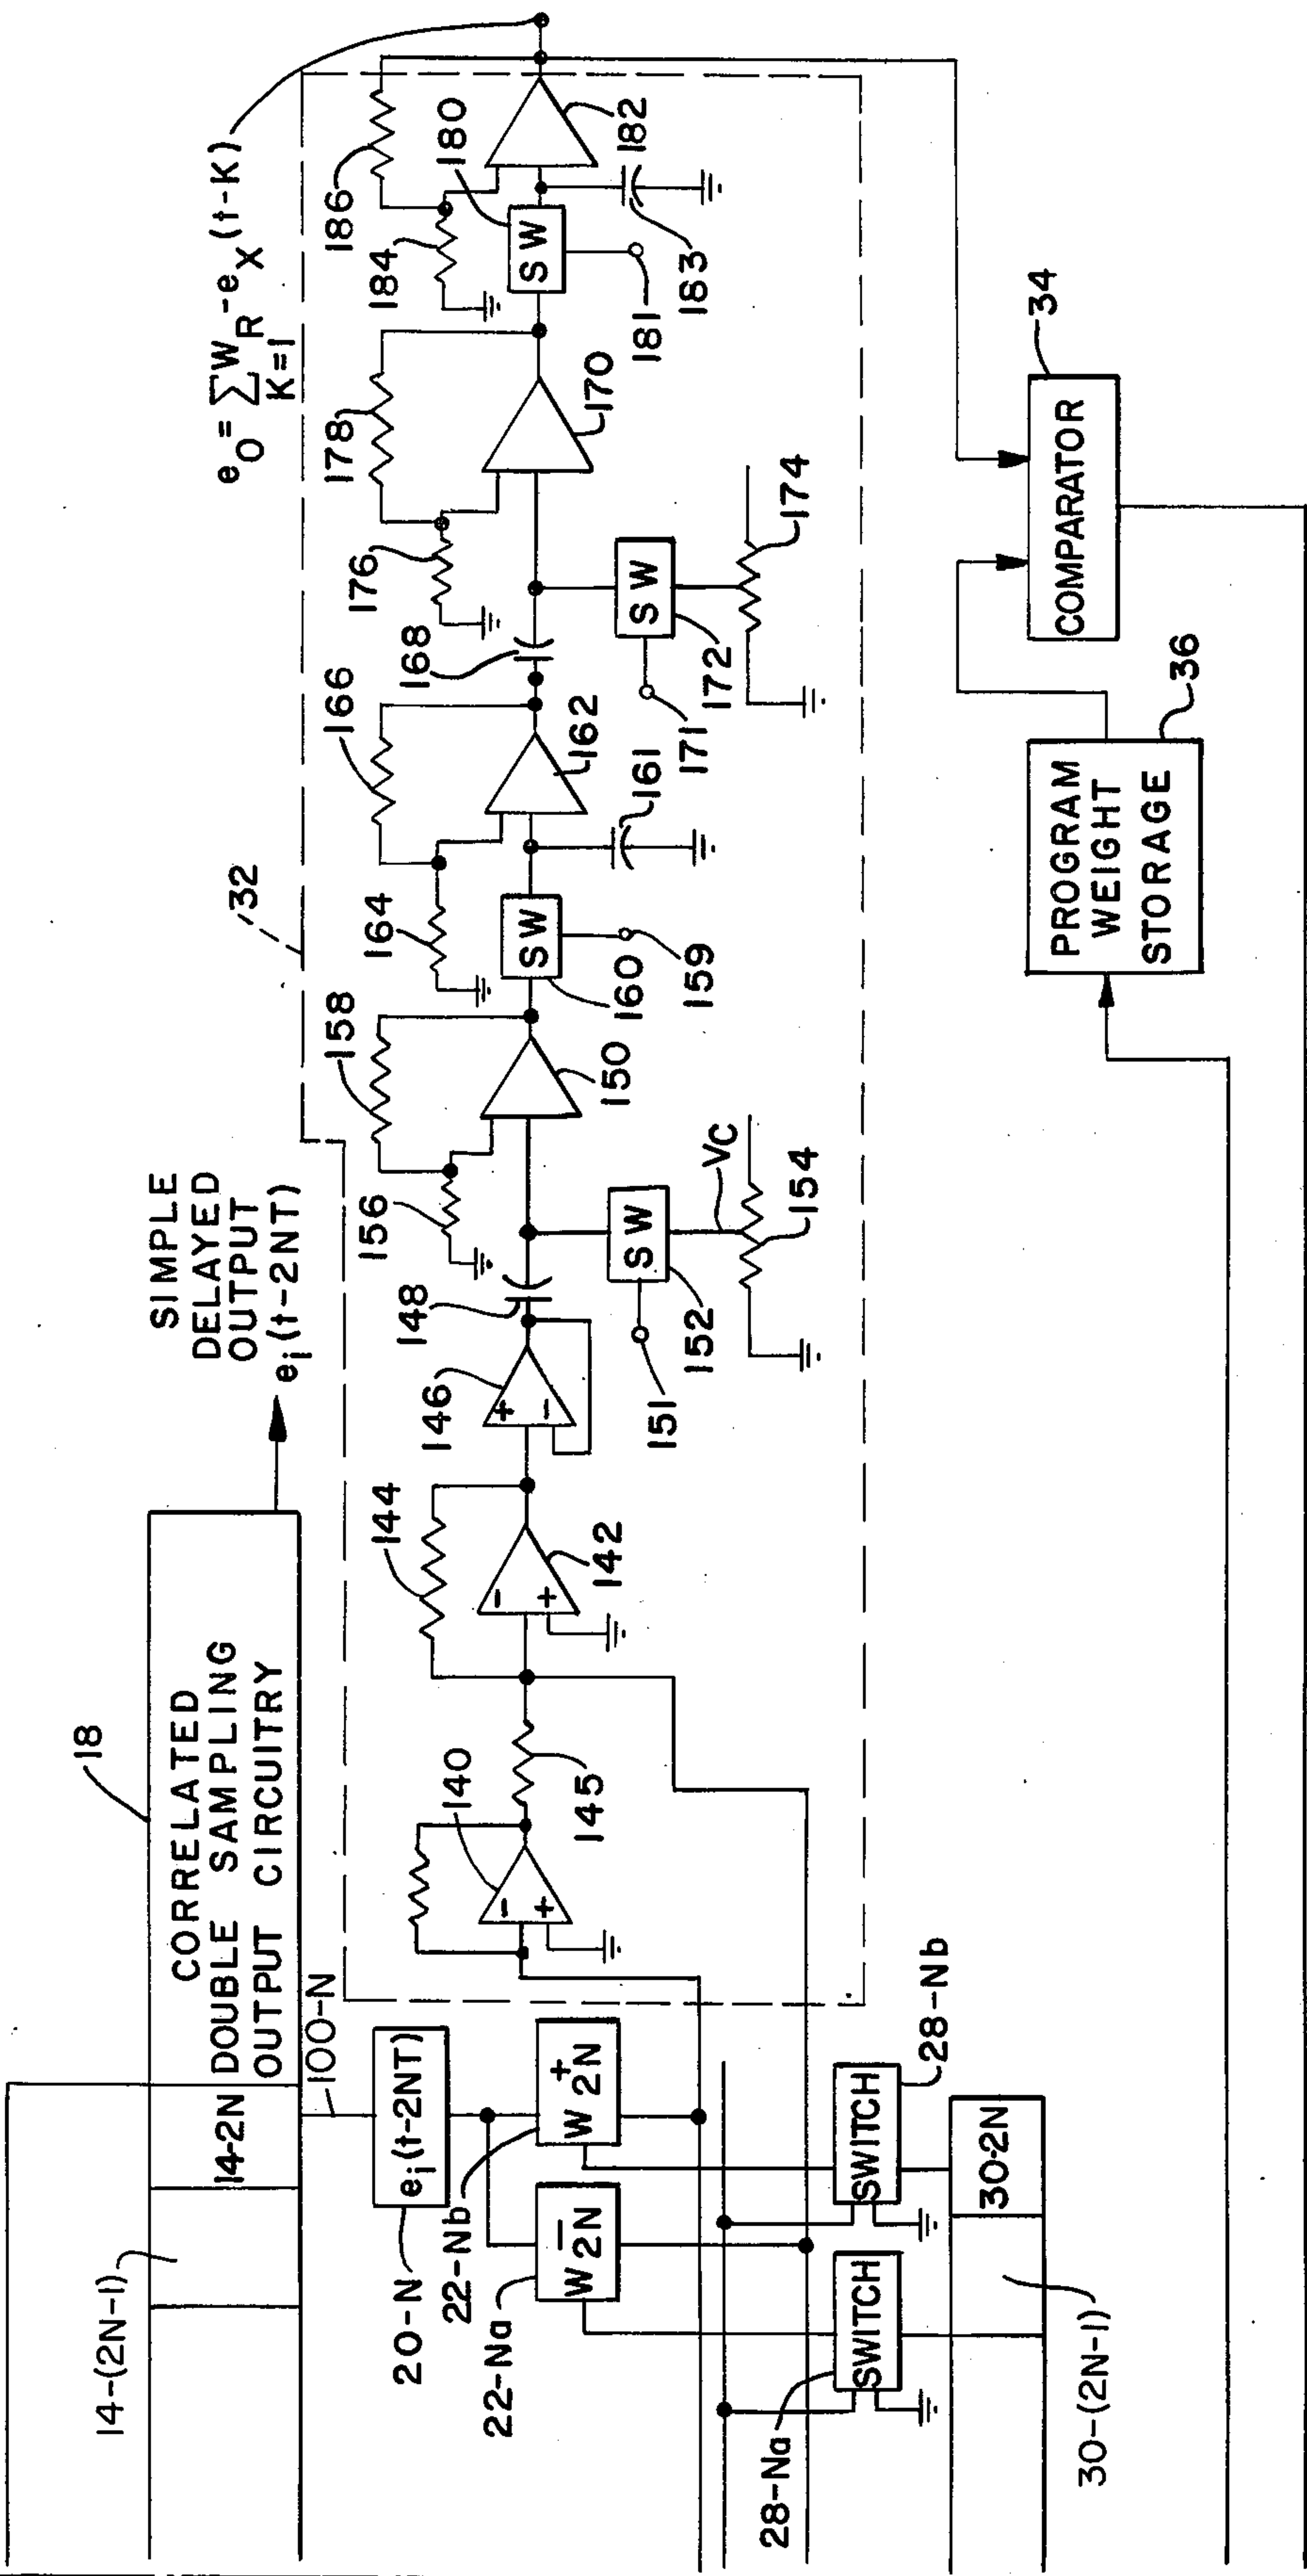 14-(2N-1)
18
CORRELATED
DOUBLE SAMPLING
OUTPUT CIRCUITRY
14-2N
SIMPLE
DELAYED
OUTPUT
ei(t-2NT)
eO = ΣWR-eX(t-K)
K=1
100-N
20-N
ei(t-2NT)
22-Nb
22-Na
W-2N
W+2N
28-Na
SWITCH
SWITCH
28-Nb
30-2N
30-(2N-1)
32
140
-
+
145
144
142
-
+
146
+
-
148
151
SW
152
VC
154
156
158
150
SW
160
159
164
166
161
162
168
171
SW
172
174
176
178
170
SW
180
181
183
184
186
182
34
COMPARATOR
36
PROGRAM
WEIGHT
STORAGE